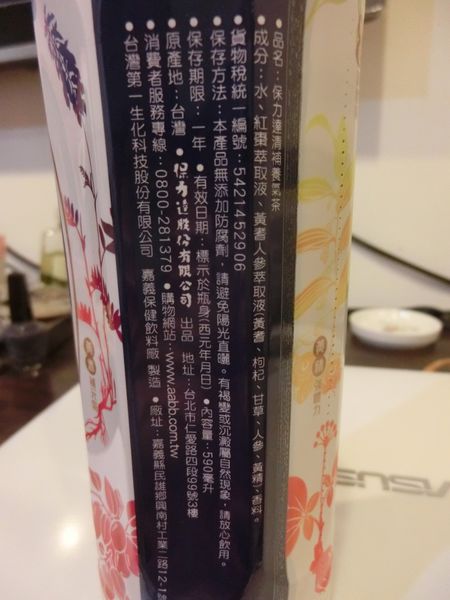 •品名：保力達清補養氣茶
•成分：水、紅棗萃取液、黃耆人參萃取液(黃耆、枸杞、甘草、人參、黃精)、香料。
•貨物稅統一編號：5421452906
•保存方法：本產品無添加防腐劑，請避免陽光直曬。有褐變或沉澱屬自然現象，請放心飲用。
•保存期限：一年 •有效日期：標示於瓶身(西元年月日) •內容量：590毫升
•原產地：台灣 •保力達股份有限公司 出品 地址：台北市仁愛路四段99號3樓
•消費者服務專線：0800-281379 •購物網站：www.aabb.com.tw
•台灣第一生化科技股份有限公司 嘉義保健飲料廠 製造 •廠址：嘉義縣民雄鄉興南村工業二路12-1號